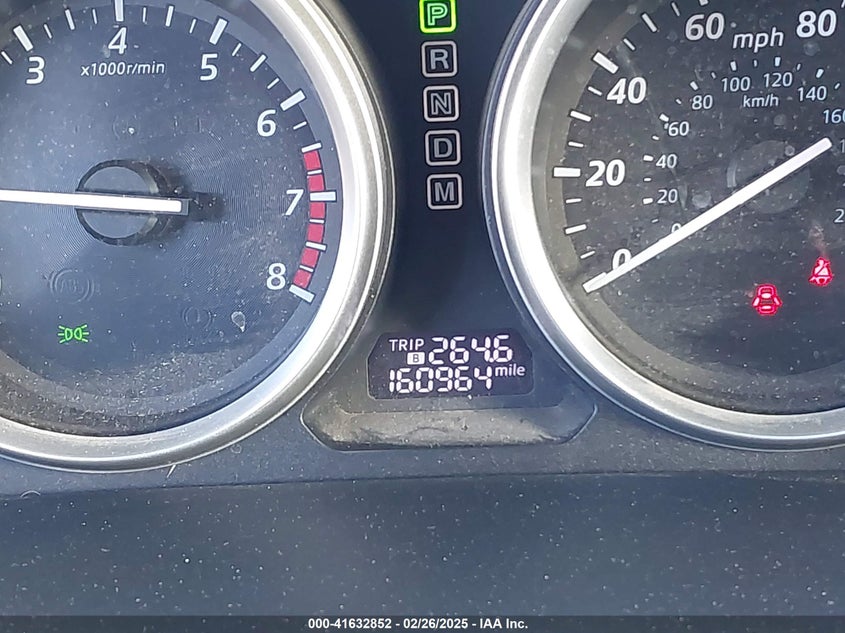 3 4 5 6 7 8
x1000r/min
P
R
N
D
M
0 20 40 60 80
mph
0 20 40 60 80 100 120 140 160
km/h
TRIP B 264.6
160964 mile
000-41632852 - 02/26/2025 - IAA Inc.